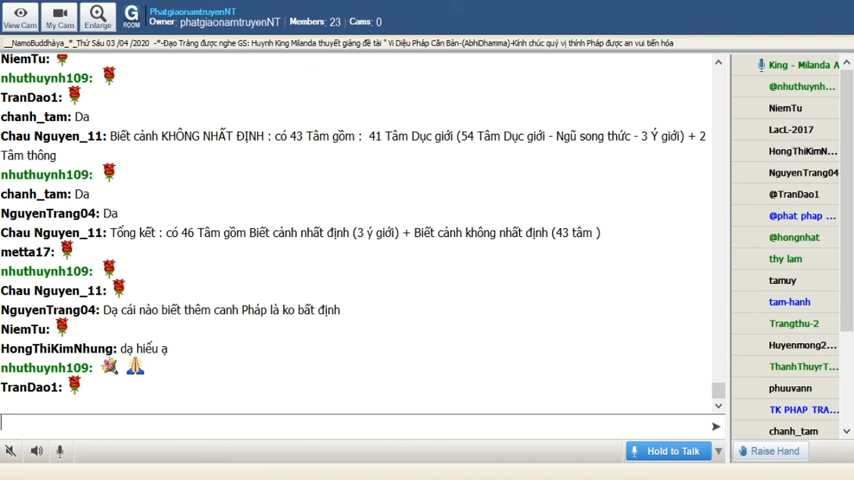 PhatgiaonamtruyenNT
Owner: phatgiaonamtruyenNT | Members: 23 | Cams: 0
View Cam
My Cam
Enlarge
G
ROOM
__NamoBuddhàya_*_Thứ Sáu 03 /04 /2020 -*-Đạo Tràng được nghe GS: Huynh King Milanda thuyết giảng đề tài " Vi Diệu Pháp Căn Bản-(AbhiDhamma)-Kính chúc quý vị thính Pháp được an vui tiến hóa
NiemTu:
nhuthuynh109:
TranDao1:
chanh_tam: Da
Chau Nguyen_11: Biết cảnh KHÔNG NHẤT ĐỊNH : có 43 Tâm gồm : 41 Tâm Dục giới (54 Tâm Dục giới - Ngũ song thức - 3 Ý giới) + 2
Tâm thông
nhuthuynh109:
chanh_tam: Da
NguyenTrang04: Da
Chau Nguyen_11: Tổng kết : có 46 Tâm gồm Biết cảnh nhất định (3 ý giới) + Biết cảnh không nhất định (43 tâm )
metta17:
nhuthuynh109:
Chau Nguyen_11:
NguyenTrang04: Dạ cái nào biết thêm canh Pháp là ko bất định
NiemTu:
HongThiKimNhung: dạ hiểu ạ
nhuthuynh109:
TranDao1:
Hold to Talk
King - Milanda A
@nhuthuynh...
NiemTu
LacL-2017
HongThiKimN...
NguyenTrang04
@TranDao1
@phat phap ...
@hongnhat
thy lam
tamuy
tam-hanh
Trangthu-2
Huyenmong2...
ThanhThuyrT...
phuuvann
TK PHAP TRA...
chanh_tam
Raise Hand